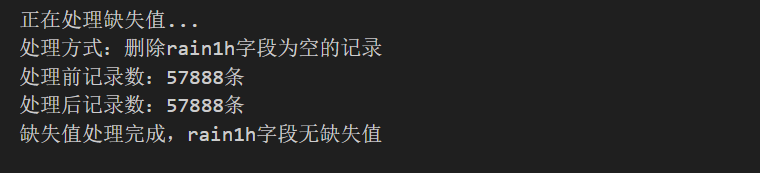 正在处理缺失值...
处理方式: 删除rain1h字段为空的记录
处理前记录数: 57888条
处理后记录数: 57888条
缺失值处理完成，rain1h字段无缺失值